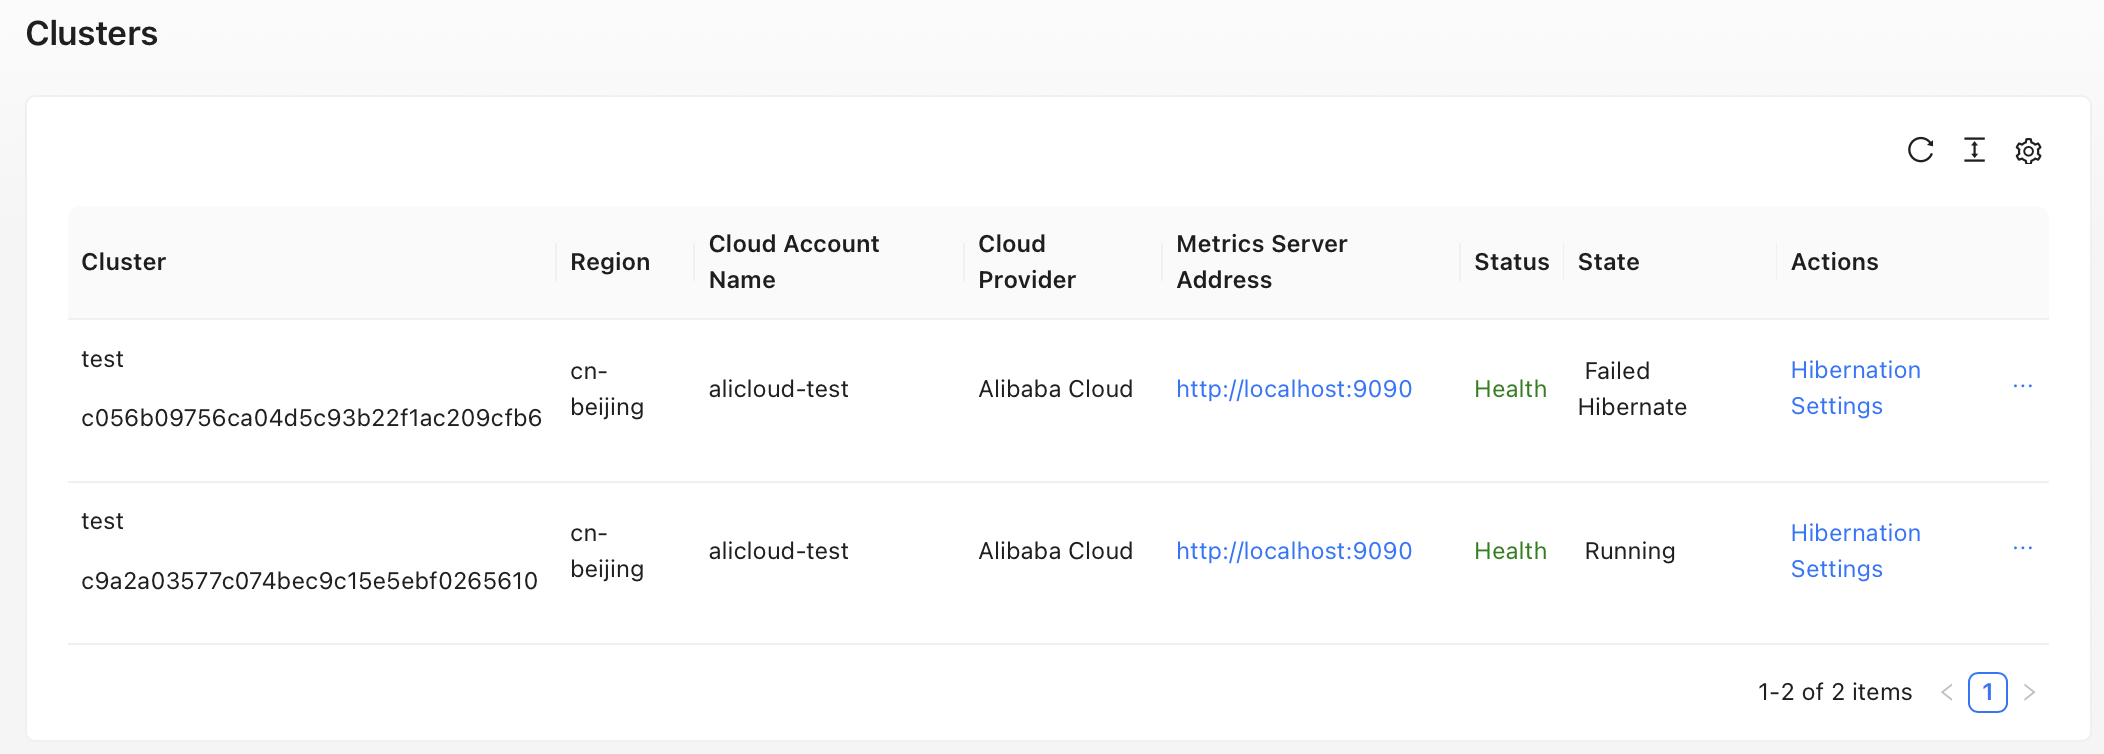 Clusters
Cluster
Region
Cloud Account
Name
Cloud
Provider
Metrics Server
Address
Status
State
Actions
test
c056b09756ca04d5c93b22f1ac209cfb6
cn-
beijing
alicloud-test
Alibaba Cloud
http://localhost:9090
Health
Failed
Hibernate
Hibernation
Settings
...
test
c9a2a03577c074bec9c15e5ebf0265610
cn-
beijing
alicloud-test
Alibaba Cloud
http://localhost:9090
Health
Running
Hibernation
Settings
...
1-2 of 2 items < 1 >